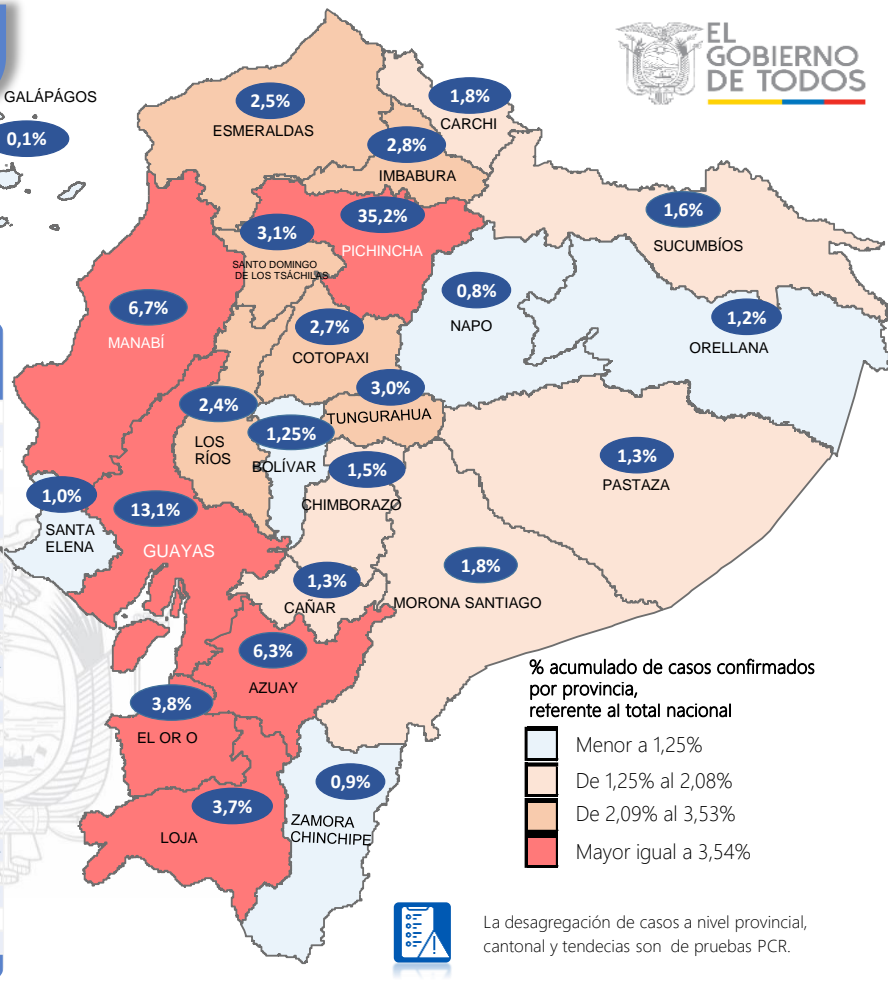 EL
GOBIERNO
DE TODOS
GALÁPÁGOS
0,1%
2,5%
ESMERALDAS
1,8%
CARCHI
2,8%
IMBABURA
35,2%
PICHINCHA
3,1%
SANTO DOMINGO
DE LOS TSÁCHILAS
1,6%
SUCUMBÍOS
6,7%
MANABÍ
0,8%
NAPO
1,2%
ORELLANA
2,7%
COTOPAXI
3,0%
TUNGURAHUA
2,4%
LOS
RÍOS
1,25%
BOLÍVAR
1,5%
CHIMBORAZO
1,3%
PASTAZA
1,0%
SANTA
ELENA
13,1%
GUAYAS
1,3%
CAÑAR
1,8%
MORONA SANTIAGO
6,3%
AZUAY
3,8%
EL OR O
3,7%
LOJA
0,9%
ZAMORA
CHINCHIPE
% acumulado de casos confirmados
por provincia,
referente al total nacional
Menor a 1,25%
De 1,25% al 2,08%
De 2,09% al 3,53%
Mayor igual a 3,54%
La desagregación de casos a nivel provincial,
cantonal y tendecias son  de pruebas PCR.